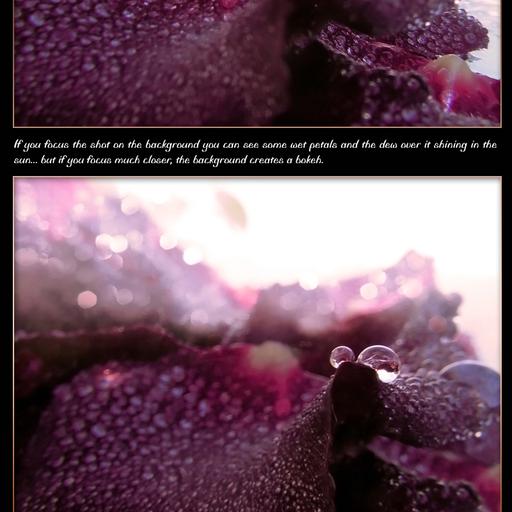 If you focus the shot on the background you can see some wet petals and the dew over it shining in the
sun... but if you focus much closer, the background creates a bokeh.